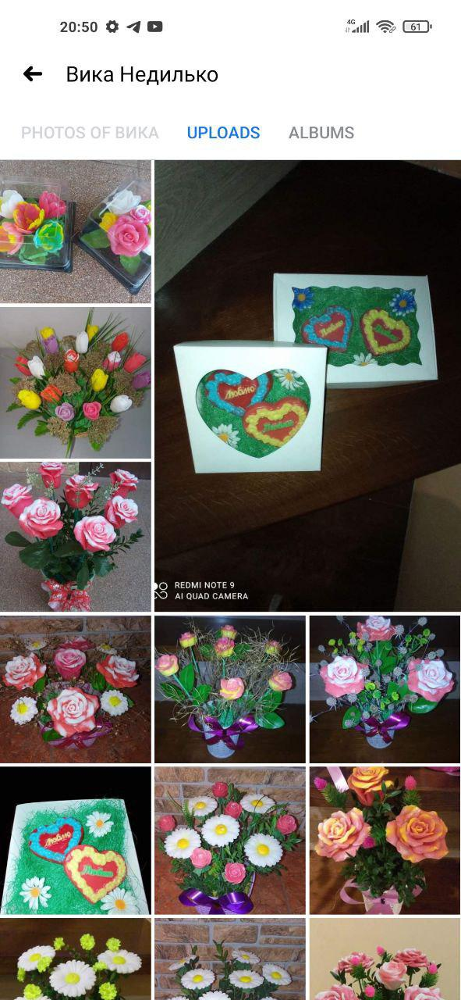 20:50
4G
61
Вика Недилько
PHOTOS OF ВИКА
UPLOADS
ALBUMS
Люблю
Люблю
REDMI NOTE 9
AI QUAD CAMERA
Люблю